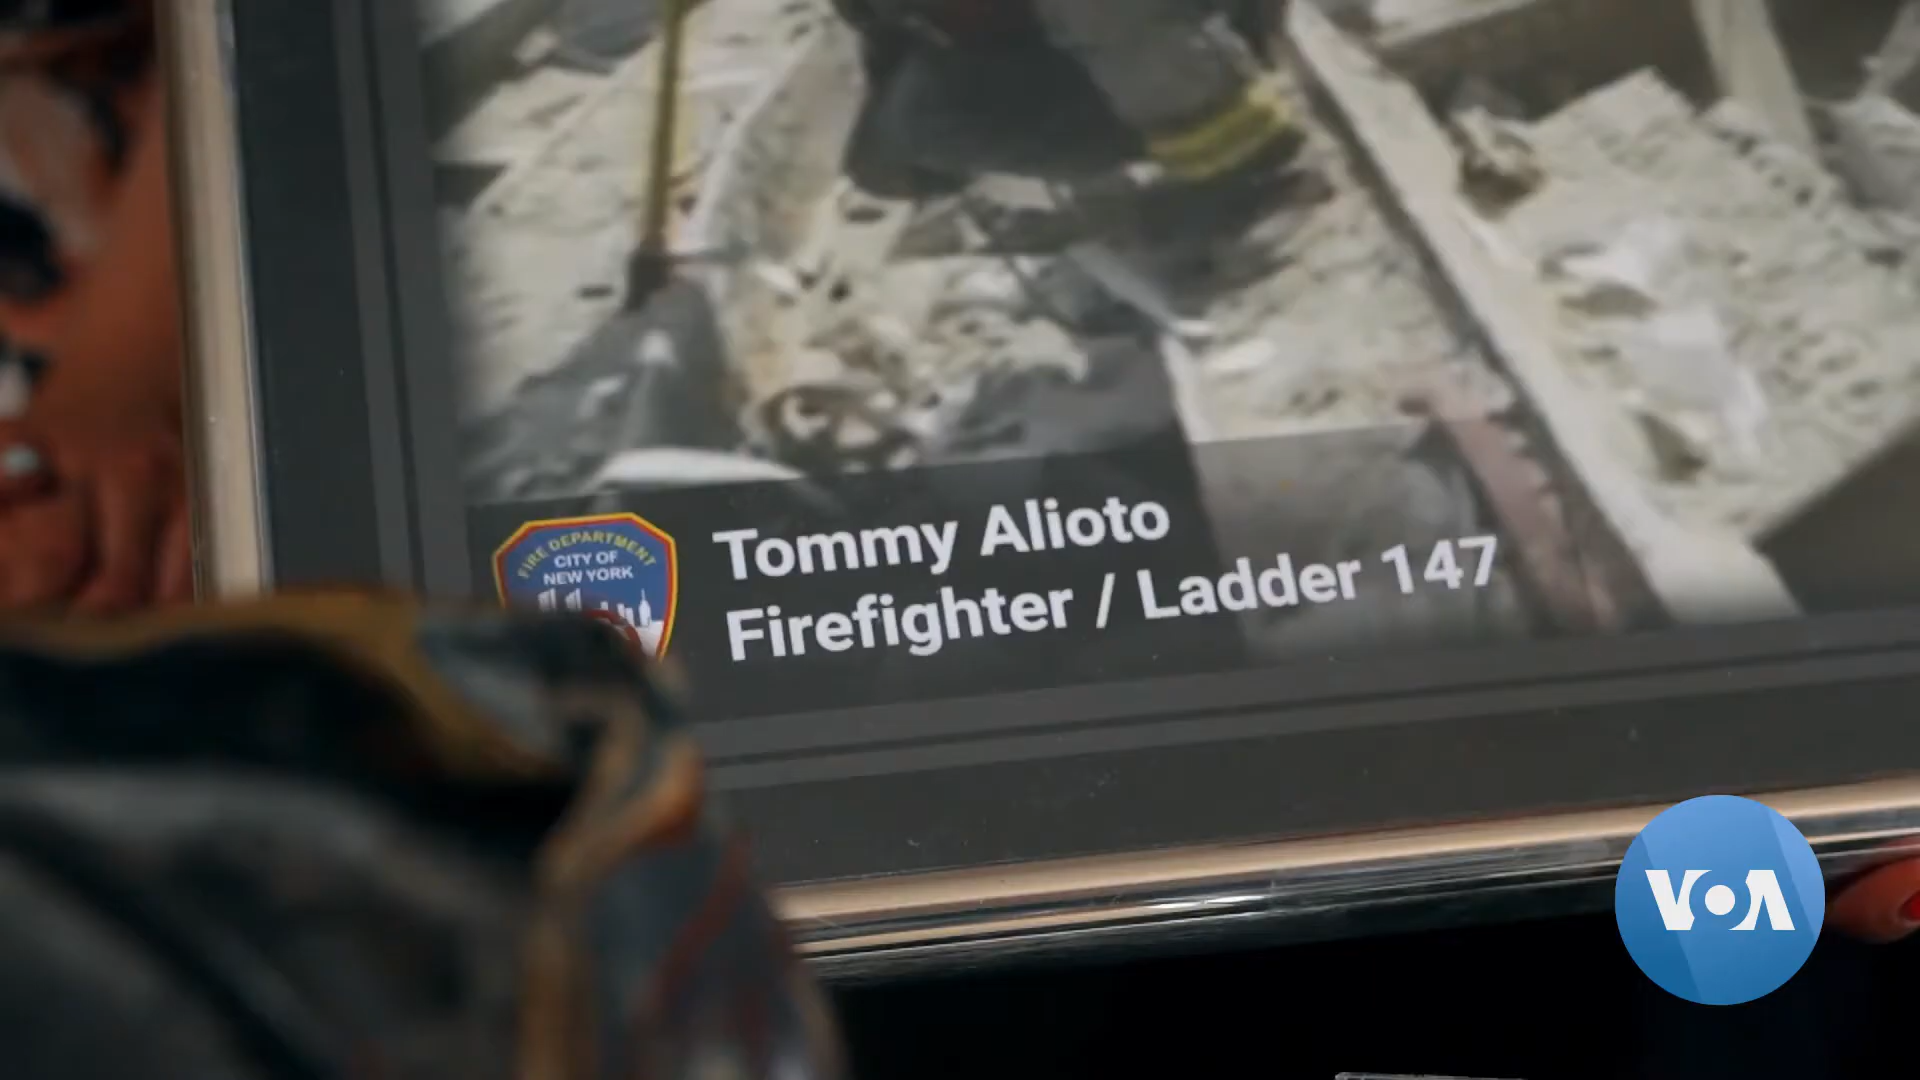 FIRE DEPARTMENT
CITY OF
NEW YORK
Tommy Alioto
Firefighter / Ladder 147
VOA